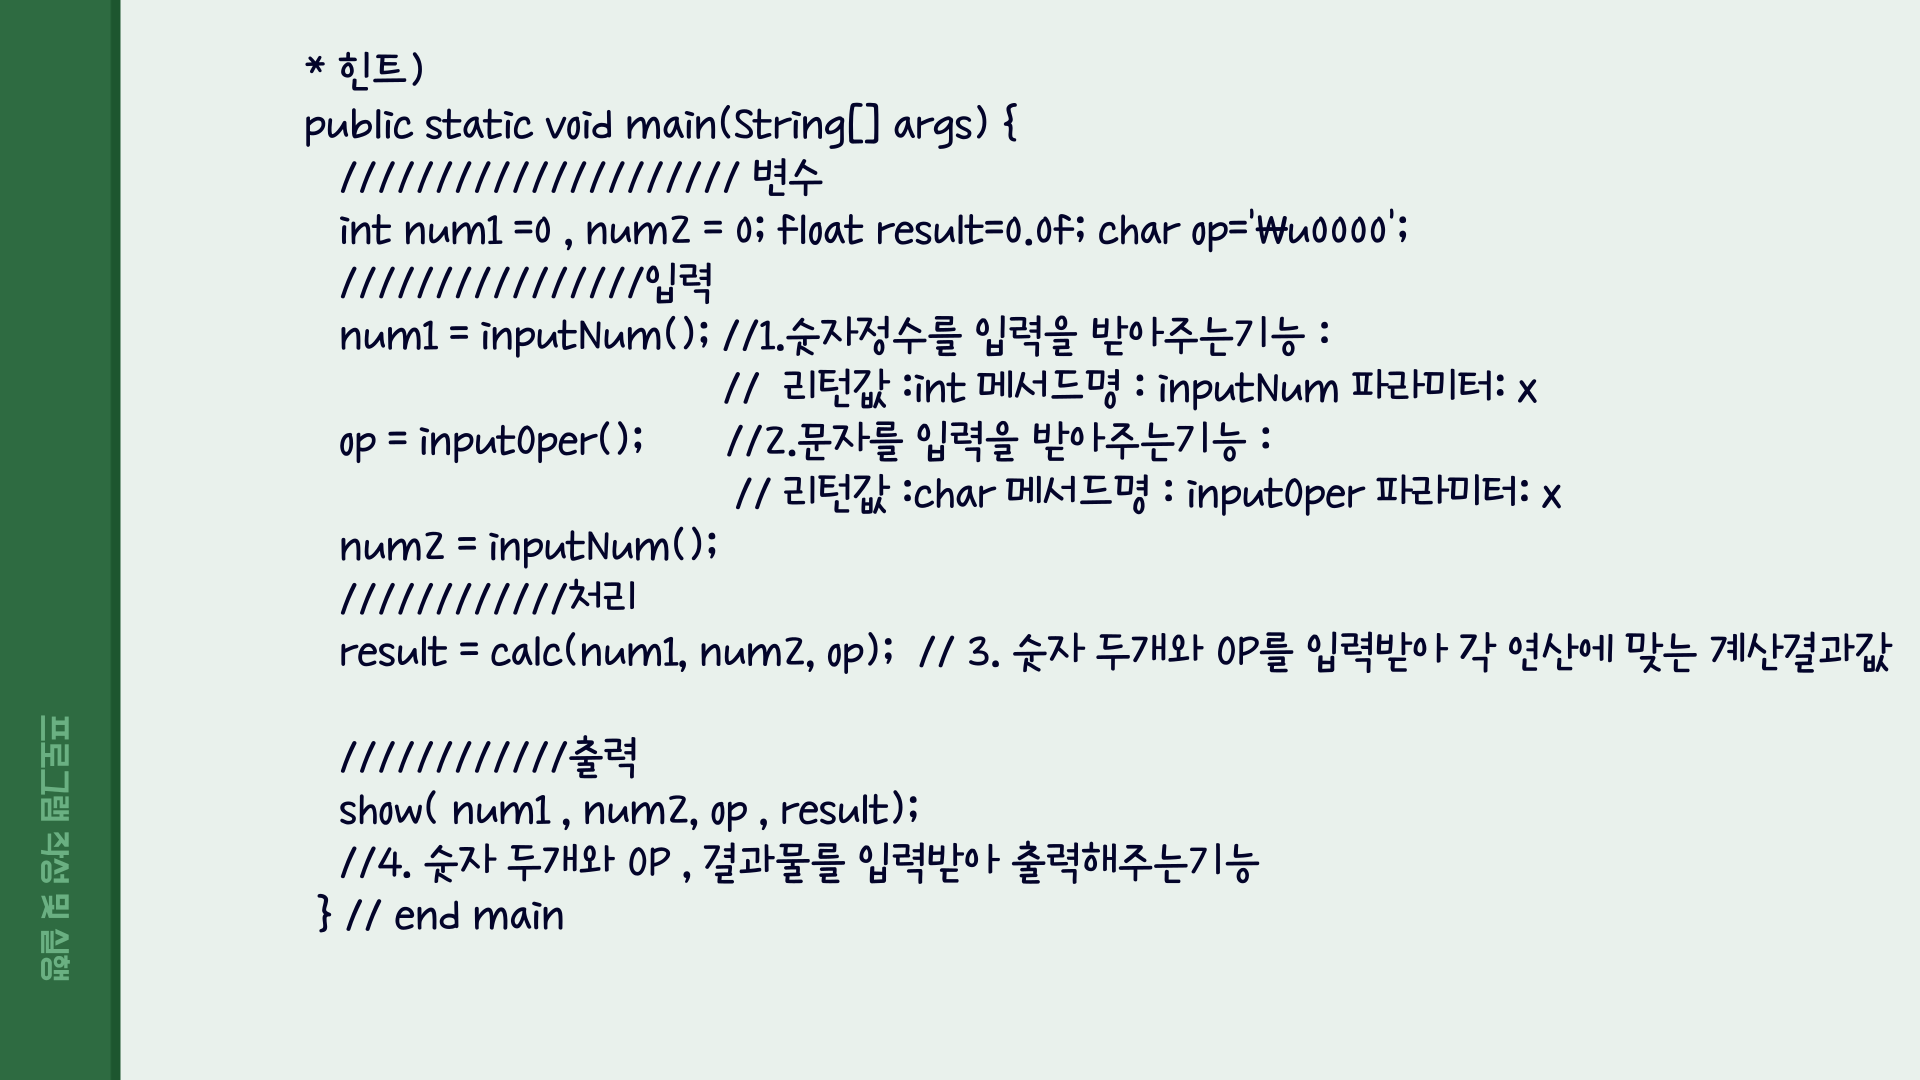 * 힌트)
public static void main(String[] args) {
///////////////////// 변수
int num1 =0 , num2 = 0; float result=0.0f; char op='₩u0000';
////////////////입력
num1 = inputNum(); //1.숫자정수를 입력을 받아주는기능 :
// 리턴값 :int 메서드명 : inputNum 파라미터: x
op = inputOper(); //2.문자를 입력을 받아주는기능 :
// 리턴값 :char 메서드명 : inputOper 파라미터: x
num2 = inputNum();
////////////처리
result = calc(num1, num2, op); // 3. 숫자 두개와 OP를 입력받아 각 연산에 맞는 계산결과값
////////////출력
show( num1 , num2, op , result);
//4. 숫자 두개와 OP , 결과물를 입력받아 출력해주는기능
} // end main
프로그램 작성 및 실행